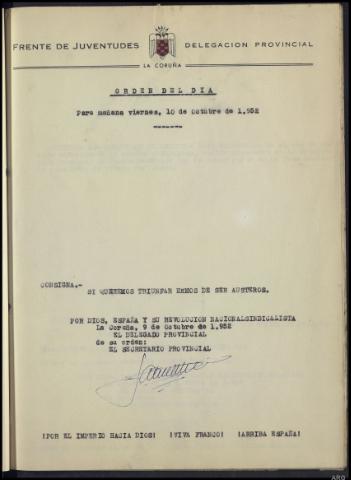 FRENTE DE JUVENTUDES DELEGACION PROVINCIAL
LA CORUÑA
ORDEN DEL DIA
Para mañana viernes, 10 de Octubre de 1.952
CONSIGNA.-
SI QUEREMOS TRIUNFAR HEMOS DE SER AUSTEROS.
POR DIOS, ESPAÑA Y SU REVOLUCION NACIONALSINDICALISTA
La Coruña, 9 de Octubre de 1.952
EL DELEGADO PROVINCIAL
de su orden:
EL SECRETARIO PROVINCIAL
¡POR EL IMPERIO HACIA DIOS! ¡VIVA FRANCO! ¡ARRIBA ESPAÑA!